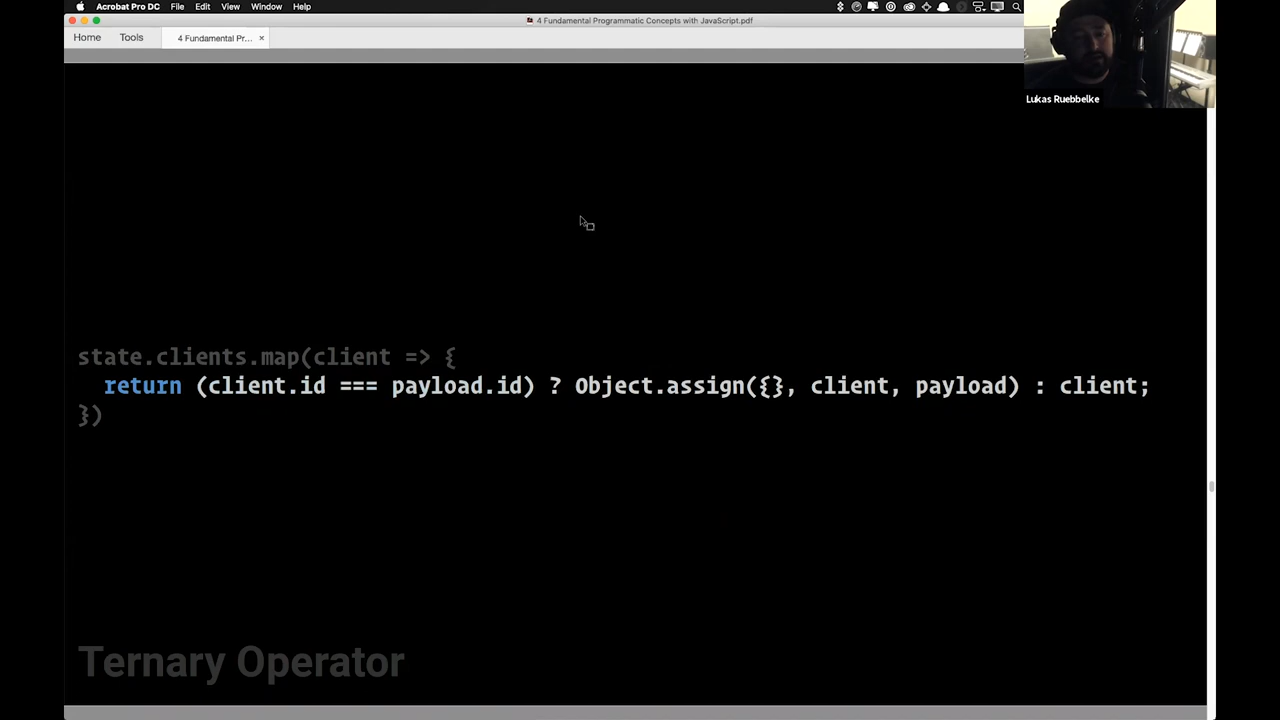 Acrobat Pro DC File Edit View Window Help
4 Fundamental Programmatic Concepts with JavaScript.pdf
Home Tools 4 Fundamental Pr... ×
Lukas Ruebbelke
state.clients.map(client => {
  return (client.id === payload.id) ? Object.assign({}, client, payload) : client;
})
Ternary Operator